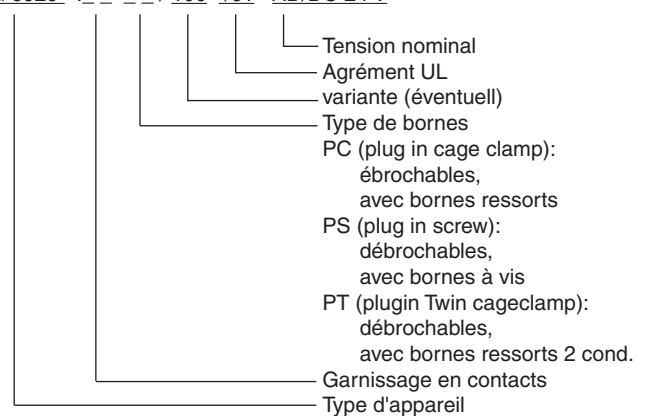 Tension nominal
Agrément UL
variante (éventuell)
Type de bornes
PC (plug in cage clamp):
ébrochables,
avec bornes ressorts
PS (plug in screw):
débrochables,
avec bornes à vis
PT (plugin Twin cageclamp):
débrochables,
avec bornes ressorts 2 cond.
Garnissage en contacts
Type d'appareil